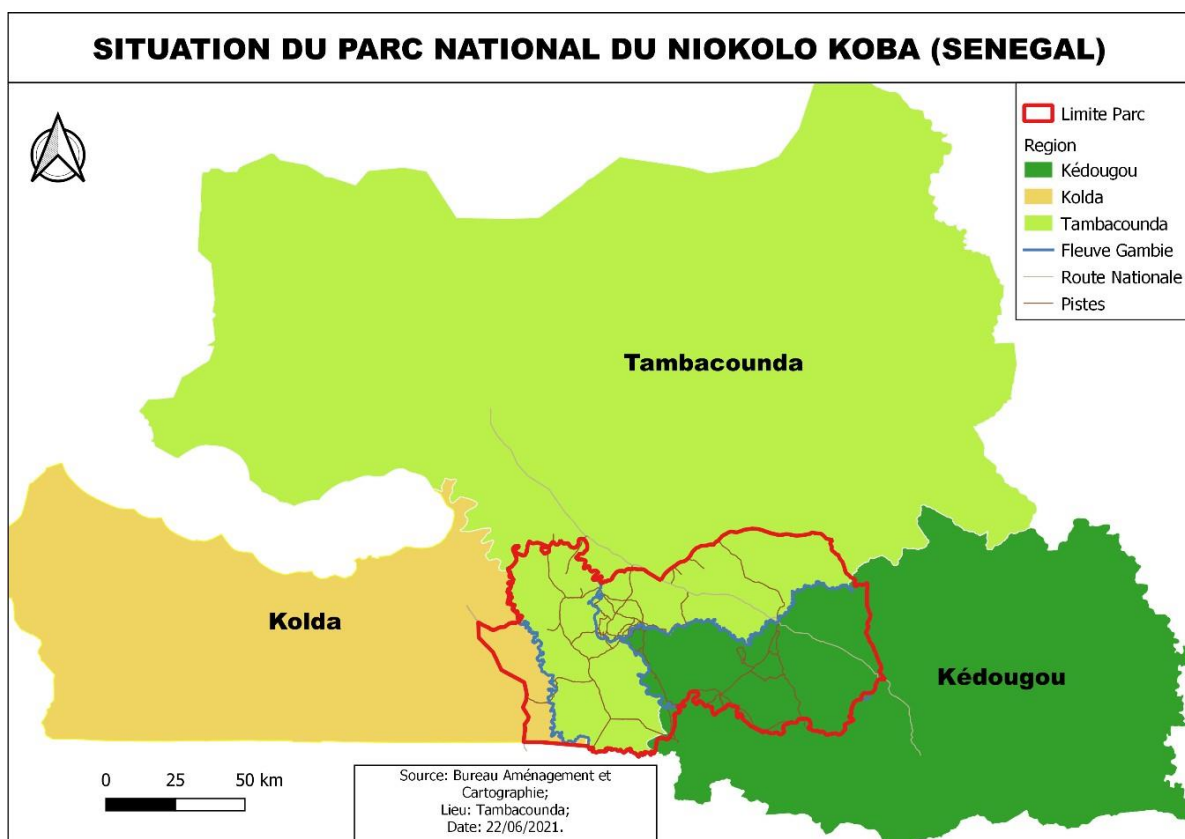 SITUATION DU PARC NATIONAL DU NIOKOLO KOBA (SENEGAL)
Limite Parc
Region
Kédougou
Kolda
Tambacounda
Fleuve Gambie
Route Nationale
Pistes
Tambacounda
Kolda
Kédougou
0 25 50 km
Source: Bureau Aménagement et
Cartographie;
Lieu: Tambacounda;
Date: 22/06/2021.